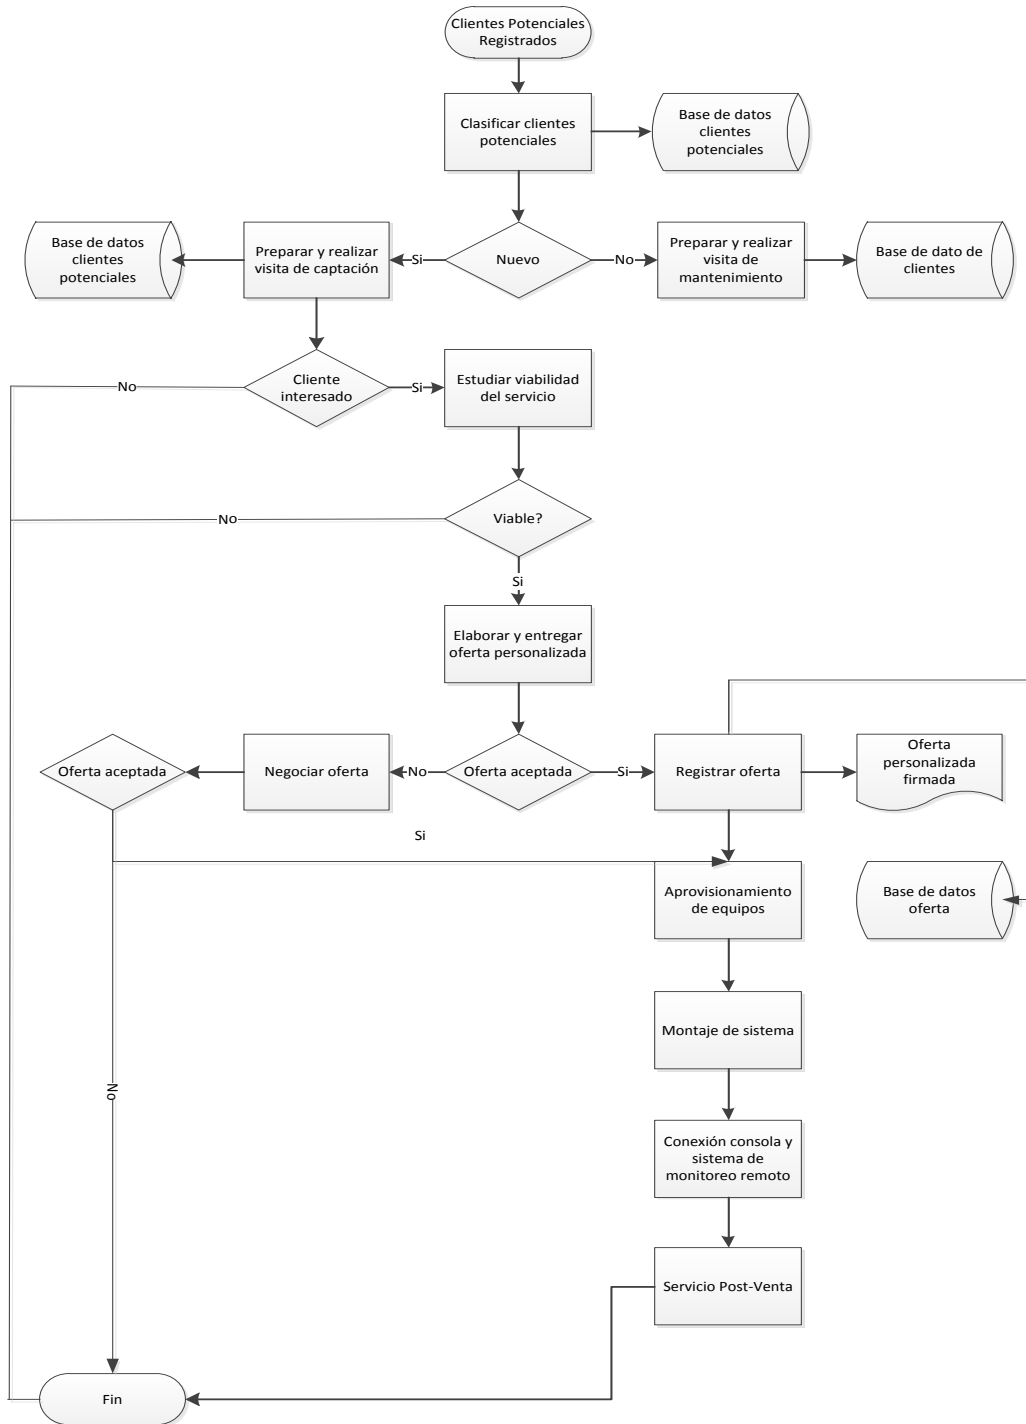 Clientes Potenciales
Registrados
Clasificar clientes
potenciales
Base de datos
clientes
potenciales
Base de datos
clientes
potenciales
Preparar y realizar
visita de captación
Si
Nuevo
No
Preparar y realizar
visita de
mantenimiento
Base de dato de
clientes
No
Cliente
interesado
Si
Estudiar viabilidad
del servicio
No
Viable?
Si
Elaborar y entregar
oferta personalizada
Oferta aceptada
Negociar oferta
No
Oferta aceptada
Si
Registrar oferta
Oferta
personalizada
firmada
Si
Aprovisionamiento
de equipos
Base de datos
oferta
Montaje de sistema
No
Conexión consola y
sistema de
monitoreo remoto
Servicio Post-Venta
Fin